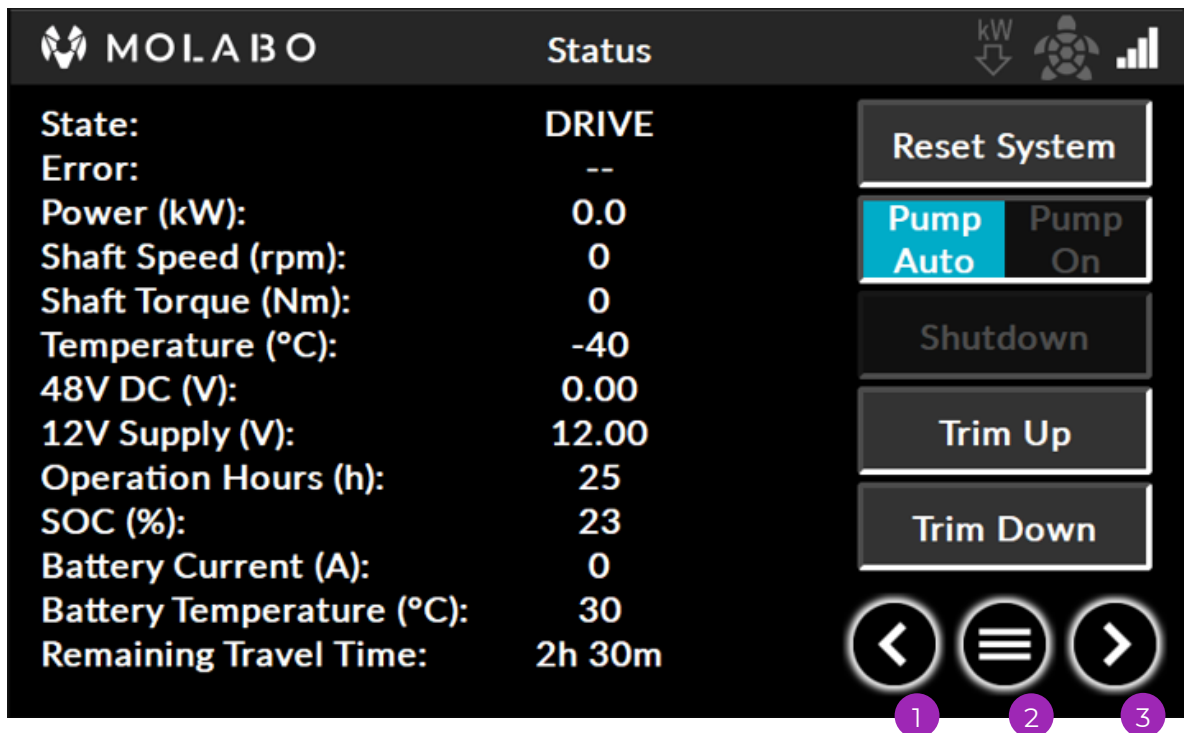 MOLABO Status kW
State: DRIVE
Error: --
Power (kW): 0.0
Shaft Speed (rpm): 0
Shaft Torque (Nm): 0
Temperature (°C): -40
48V DC (V): 0.00
12V Supply (V): 12.00
Operation Hours (h): 25
SOC (%): 23
Battery Current (A): 0
Battery Temperature (°C): 30
Remaining Travel Time: 2h 30m
Reset System
Pump Pump
Auto On
Shutdown
Trim Up
Trim Down
1 2 3